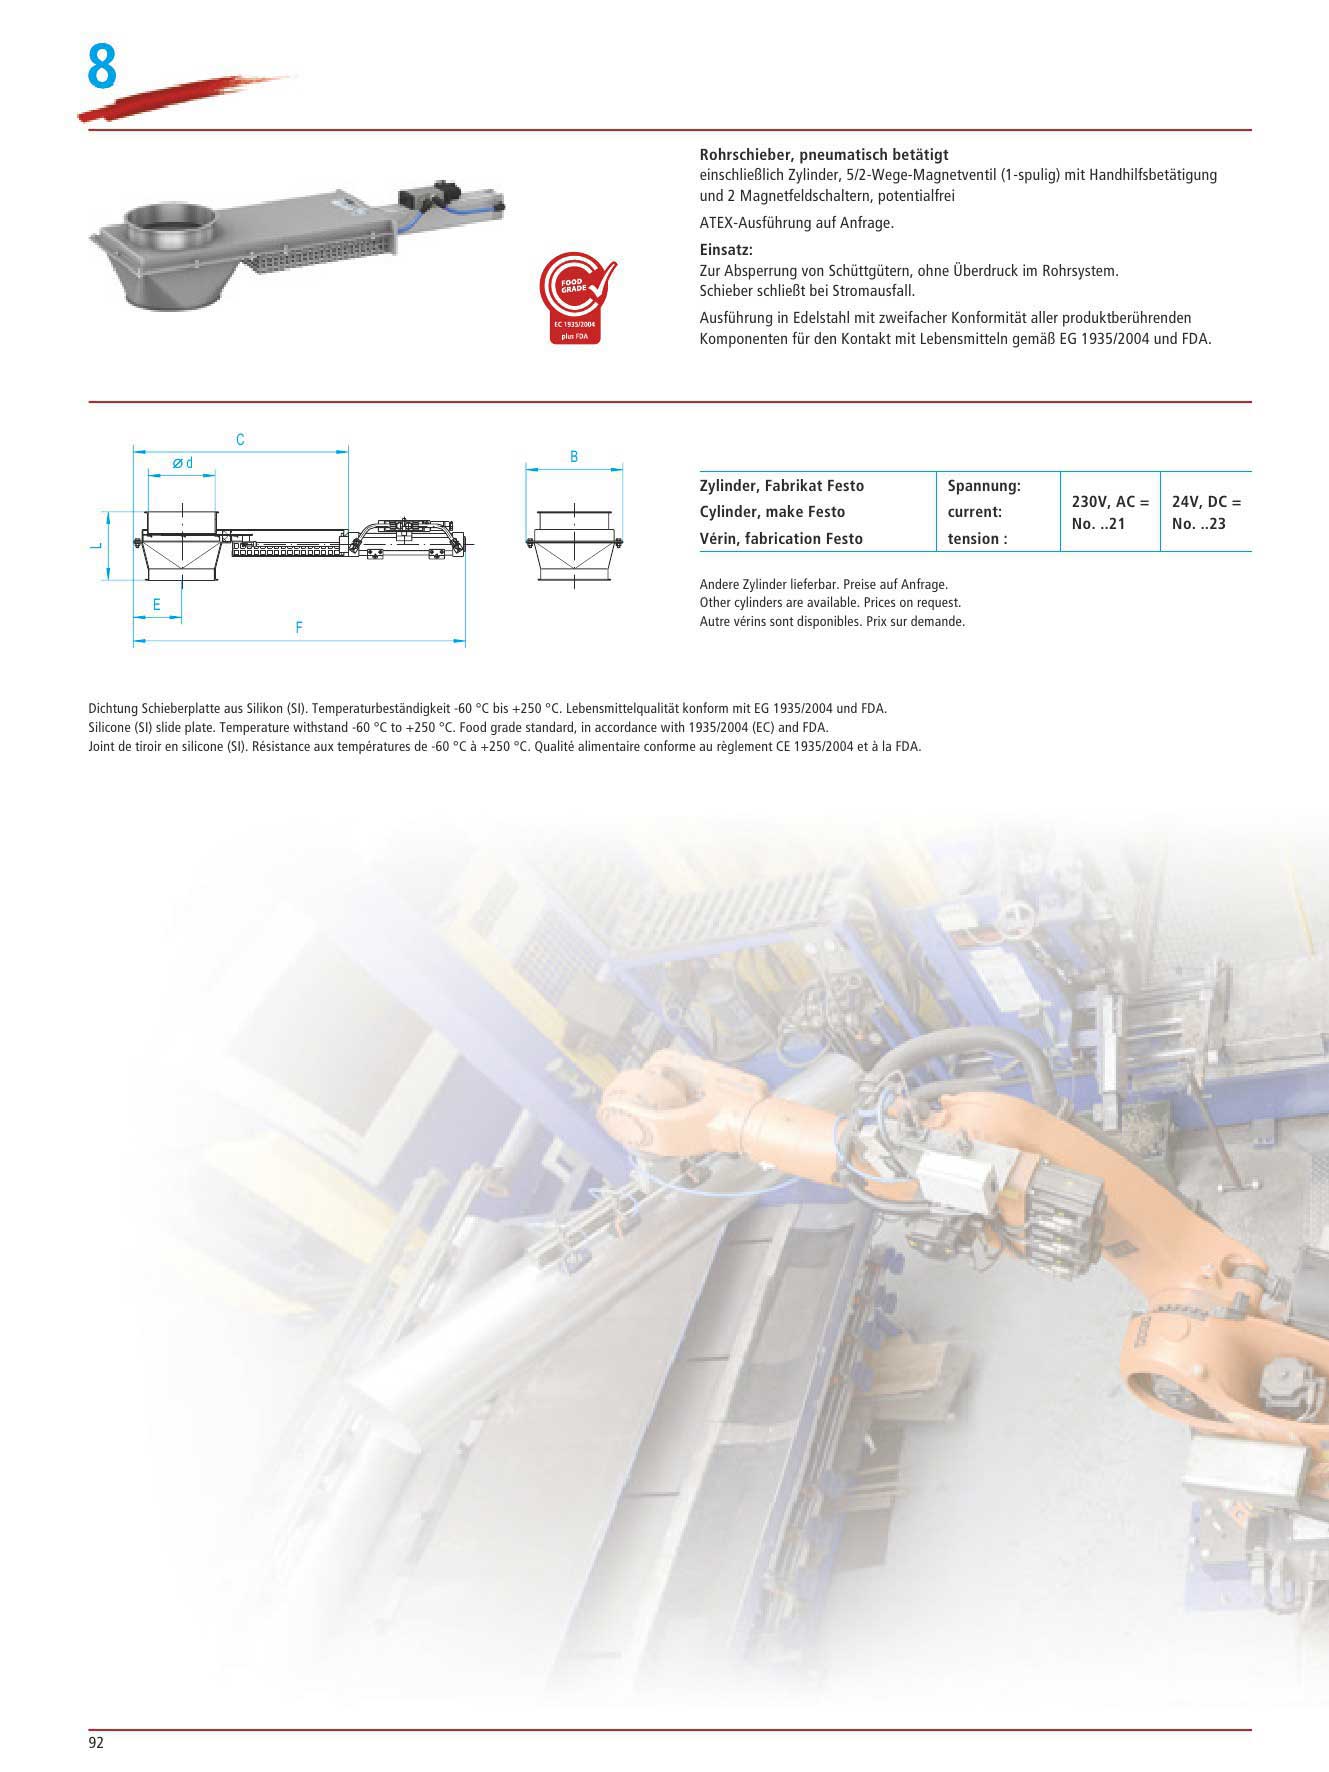 8
Rohrschieber, pneumatisch betätigt
einschließlich Zylinder, 5/2-Wege-Magnetventil (1-spulig) mit Handhilfsbetätigung
und 2 Magnetfeldschaltern, potentialfrei
ATEX-Ausführung auf Anfrage.
Einsatz:
Zur Absperrung von Schüttgütern, ohne Überdruck im Rohrsystem.
Schieber schließt bei Stromausfall.
Ausführung in Edelstahl mit zweifacher Konformität aller produktberührenden
Komponenten für den Kontakt mit Lebensmitteln gemäß EG 1935/2004 und FDA.
FOOD
GRADE
EC 1935/2004
plus FDA
C
ø d
B
L
E
F
Zylinder, Fabrikat Festo
Cylinder, make Festo
Vérin, fabrication Festo
Spannung:
current:
tension :
230V, AC =
No. ..21
24V, DC =
No. ..23
Andere Zylinder lieferbar. Preise auf Anfrage.
Other cylinders are available. Prices on request.
Autre vérins sont disponibles. Prix sur demande.
Dichtung Schieberplatte aus Silikon (SI). Temperaturbeständigkeit -60 °C bis +250 °C. Lebensmittelqualität konform mit EG 1935/2004 und FDA.
Silicone (SI) slide plate. Temperature withstand -60 °C to +250 °C. Food grade standard, in accordance with 1935/2004 (EC) and FDA.
Joint de tiroir en silicone (SI). Résistance aux températures de -60 °C à +250 °C. Qualité alimentaire conforme au règlement CE 1935/2004 et à la FDA.
92